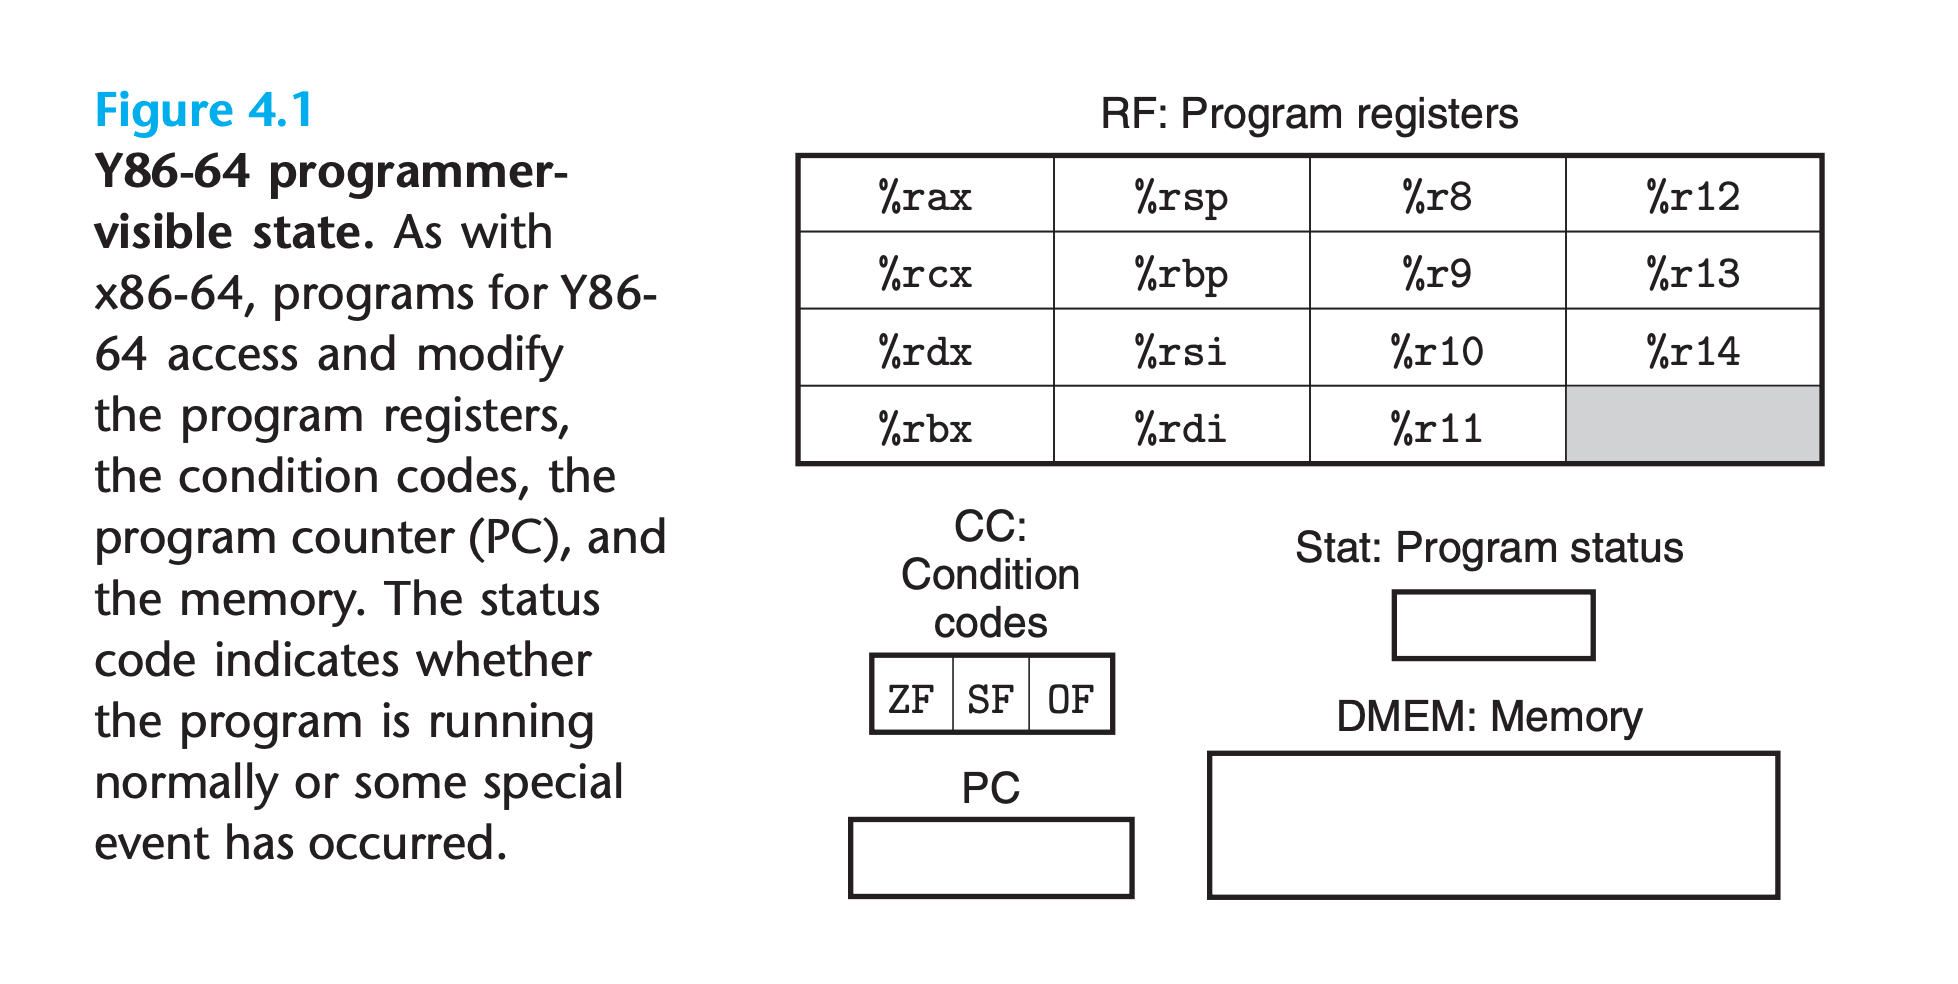 Figure 4.1
Y86-64 programmer-
visible state. As with
x86-64, programs for Y86-
64 access and modify
the program registers,
the condition codes, the
program counter (PC), and
the memory. The status
code indicates whether
the program is running
normally or some special
event has occurred.
RF: Program registers
%rax %rsp %r8 %r12
%rcx %rbp %r9 %r13
%rdx %rsi %r10 %r14
%rbx %rdi %r11
CC:
Condition
codes
ZF SF OF
PC
Stat: Program status
DMEM: Memory